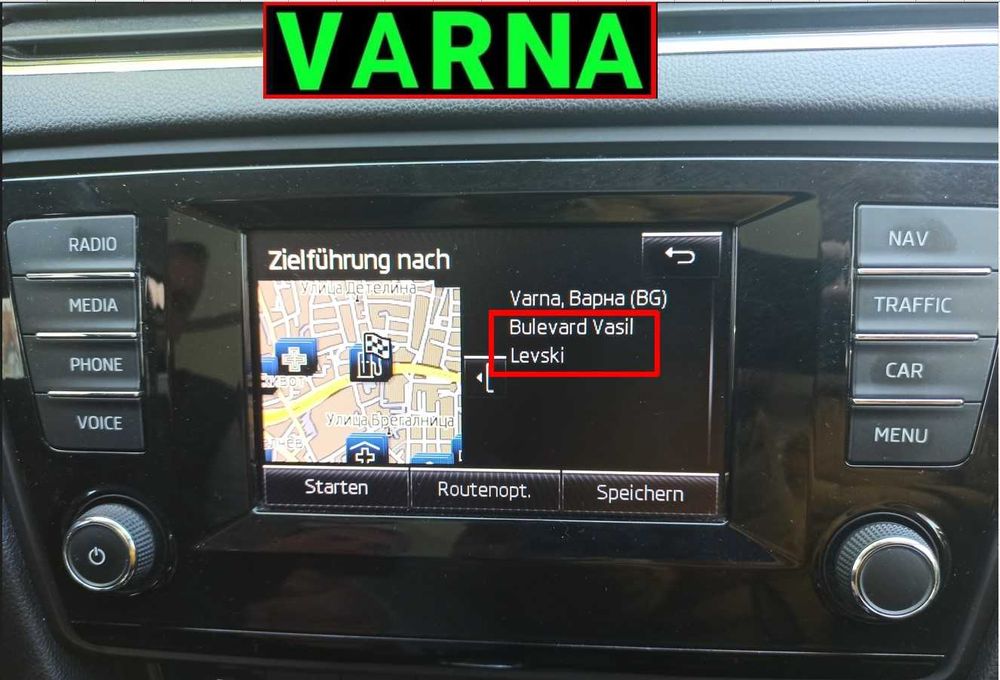 VARNA
RADIO
MEDIA
PHONE
VOICE
Zielführung nach
Улица Детелина
Улица Брегалница
Varna, Варна (BG)
Bulevard Vasil
Levski
Starten
Routenopt.
Speichern
NAV
TRAFFIC
CAR
MENU